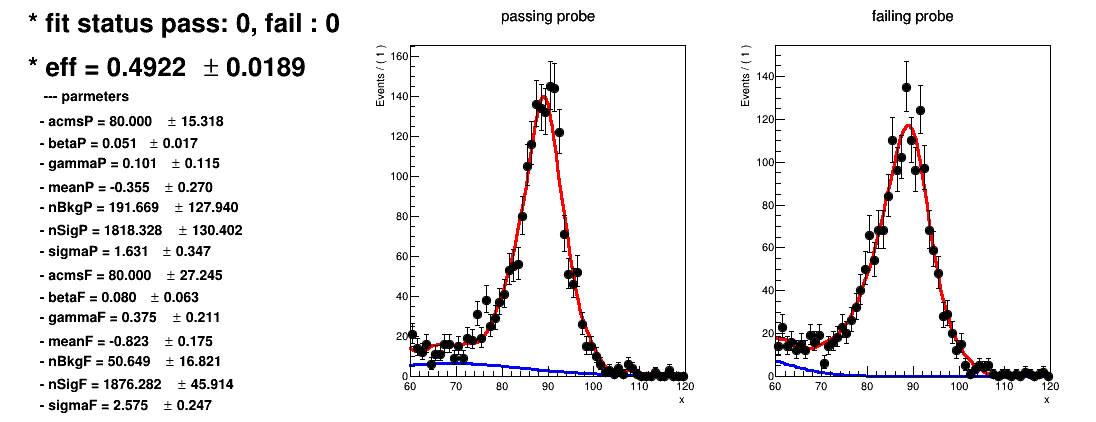 * fit status pass: 0, fail : 0
* eff = 0.4922 ± 0.0189
--- parmeters
- acmsP = 80.000 ± 15.318
- betaP = 0.051 ± 0.017
- gammaP = 0.101 ± 0.115
- meanP = -0.355 ± 0.270
- nBkgP = 191.669 ± 127.940
- nSigP = 1818.328 ± 130.402
- sigmaP = 1.631 ± 0.347
- acmsF = 80.000 ± 27.245
- betaF = 0.080 ± 0.063
- gammaF = 0.375 ± 0.211
- meanF = -0.823 ± 0.175
- nBkgF = 50.649 ± 16.821
- nSigF = 1876.282 ± 45.914
- sigmaF = 2.575 ± 0.247
passing probe
Events / ( 1 )
160
140
120
100
80
60
40
20
0
60 70 80 90 100 110 120
x
failing probe
Events / ( 1 )
140
120
100
80
60
40
20
0
60 70 80 90 100 110 120
x